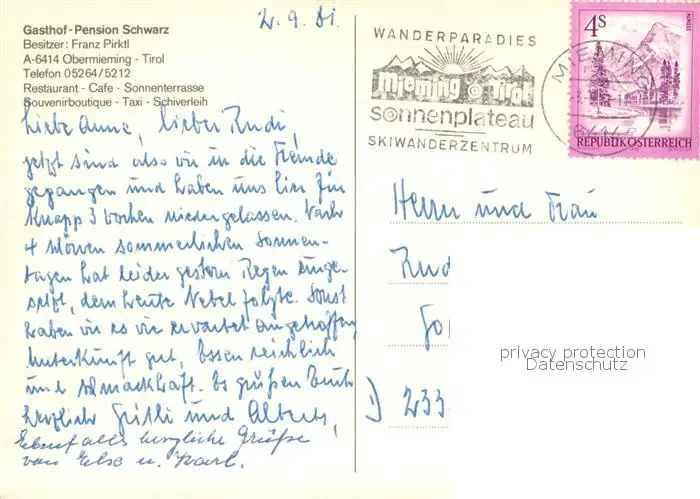 Gasthof-Pension Schwarz
Besitzer: Franz Pirktl
A-6414 Obermieming - Tirol
Telefon 05264/5212
Restaurant - Cafe - Sonnenterrasse
Souvenirboutique - Taxi - Schiverleih
2.9.81.
Liebe Anne, lieber Rudi,
jetzt sind also wir in die Fremde
gegangen und haben uns hier für
knapp 3 Wochen niedergelassen. Nach
4 schönen sommerlichen Sonnen-
tagen hat leider gestern Regen einge-
setzt, dem heute Nebel folgte. Sonst
haben wir es wie erwartet angetroffen,
Unterkunft gut, Essen reichlich
und schmackhaft. Es grüßen Euch
herzlich und Albert,
Ebenfalls herzliche Grüße
von Else u. Karl.
WANDERPARADIES
mieming Tirol
Sonnenplateau
SKIWANDERZENTRUM
MIEMING
4S
ALMSEE
REPUBLIK ÖSTERREICH
Herrn und Frau
Rud
D 233
privacy protection
Datenschutz